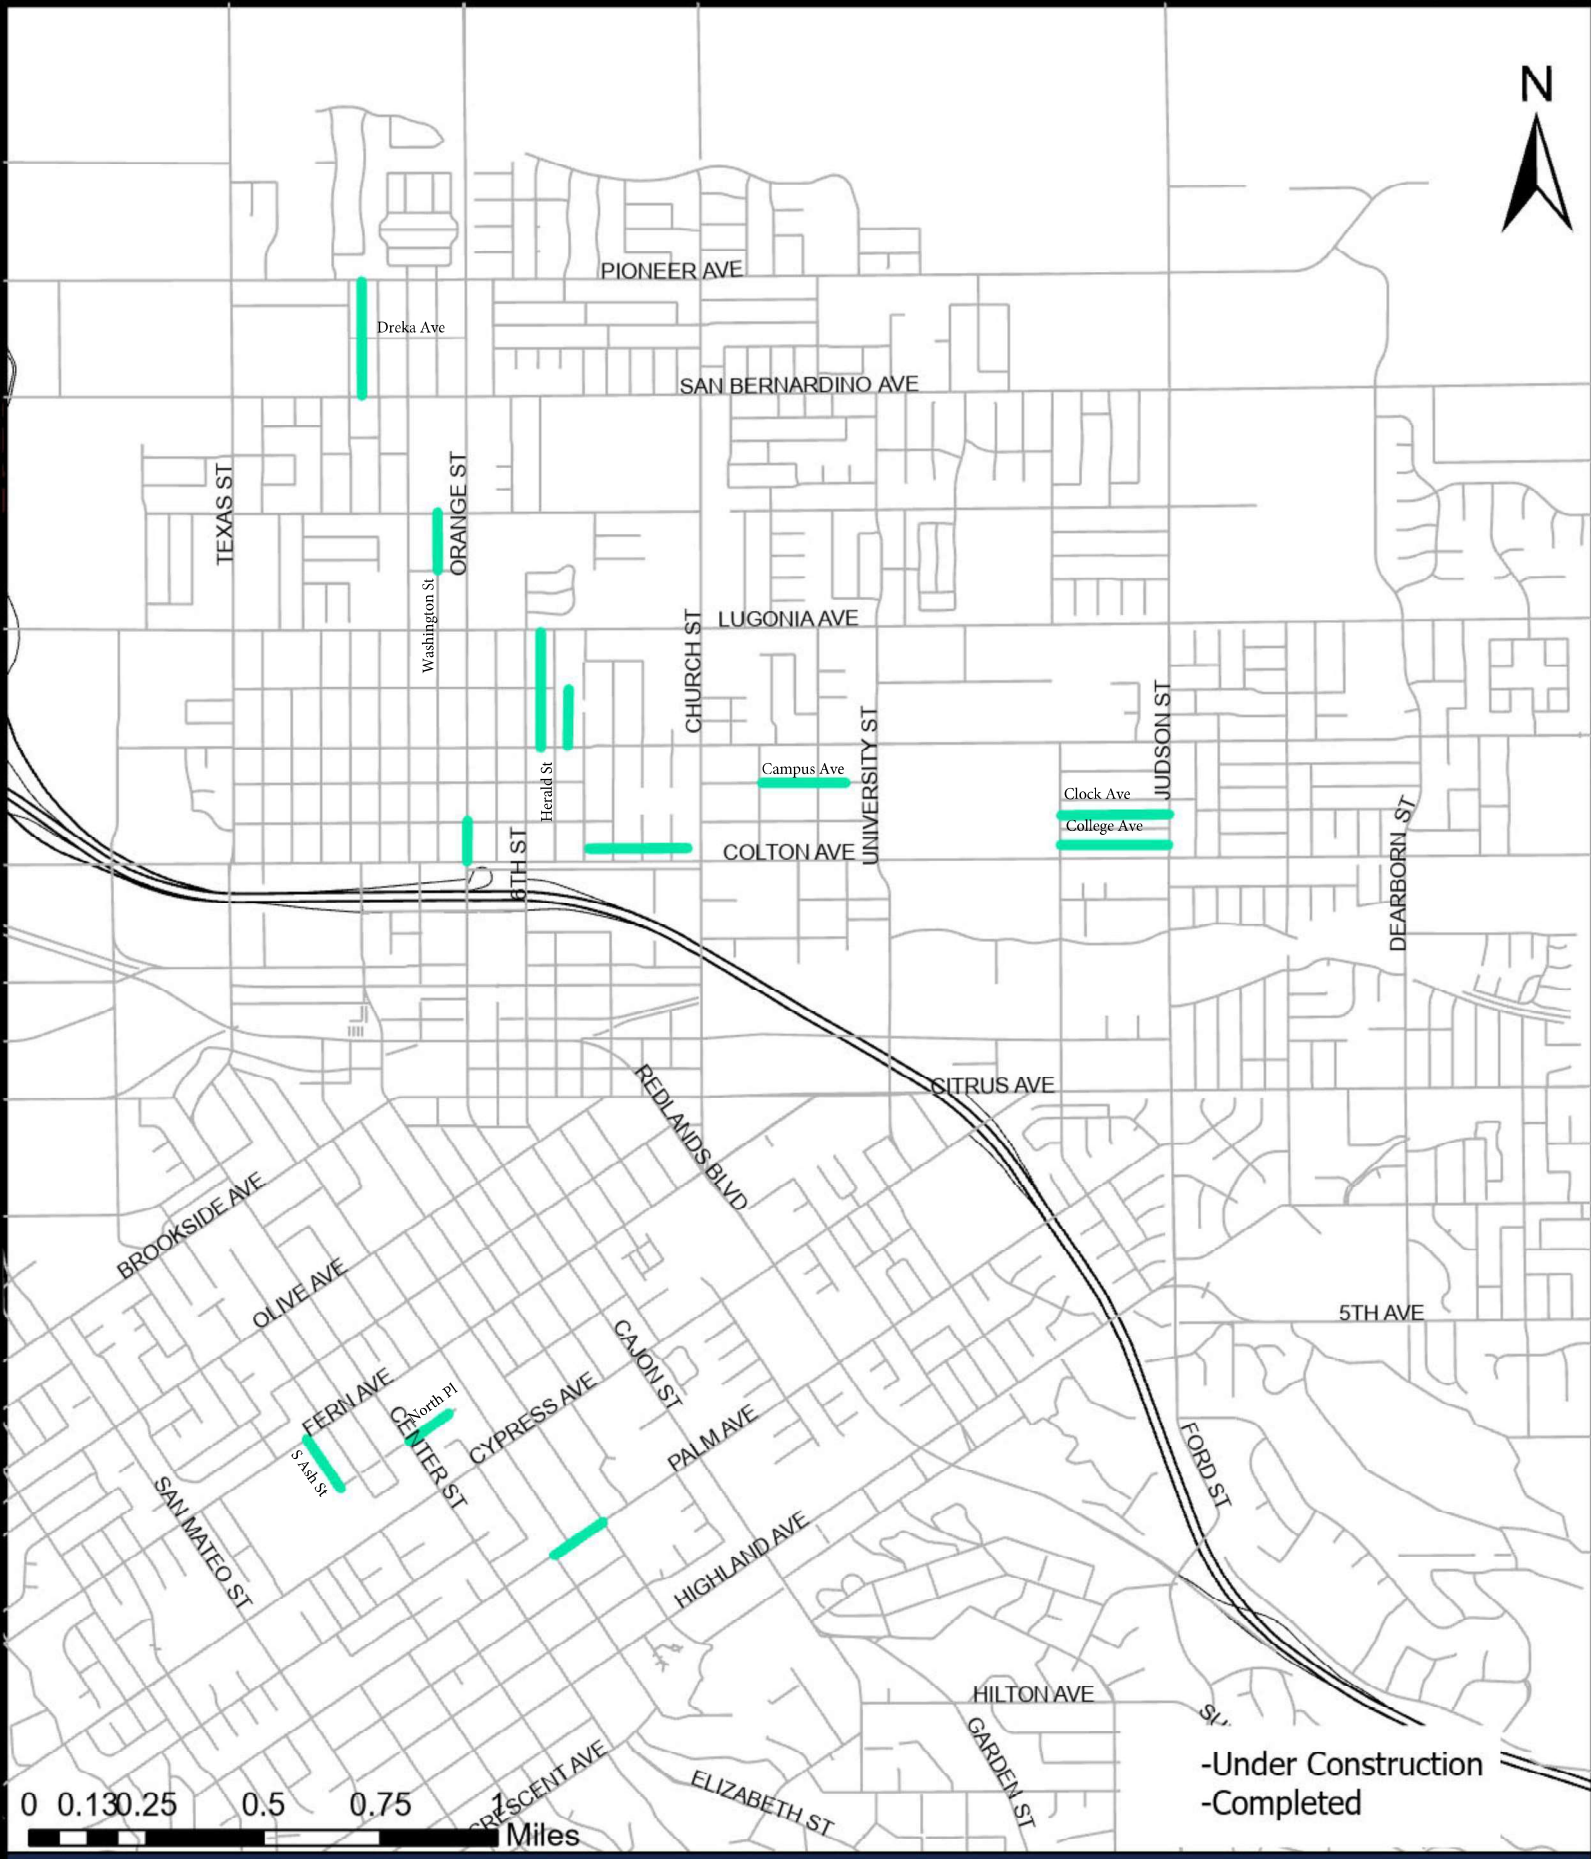 N
PIONEER AVE
Dreka Ave
SAN BERNARDINO AVE
TEXAS ST
ORANGE ST
Washington St
LUGONIA AVE
CHURCH ST
JUDSON ST
UNIVERSITY ST
Herald St
Campus Ave
Clock Ave
College Ave
DEARBORN ST
6TH ST
COLTON AVE
CITRUS AVE
REDLANDS BLVD
BROOKSIDE AVE
OLIVE AVE
5TH AVE
CAJON ST
FERN AVE
North Pl
CENTER ST
CYPRESS AVE
PALM AVE
S Ash St
FORD ST
SAN MATEO ST
HIGHLAND AVE
HILTON AVE
GARDEN ST
CRESCENT AVE
ELIZABETH ST
-Under Construction
-Completed
0 0.13 0.25 0.5 0.75 1
Miles